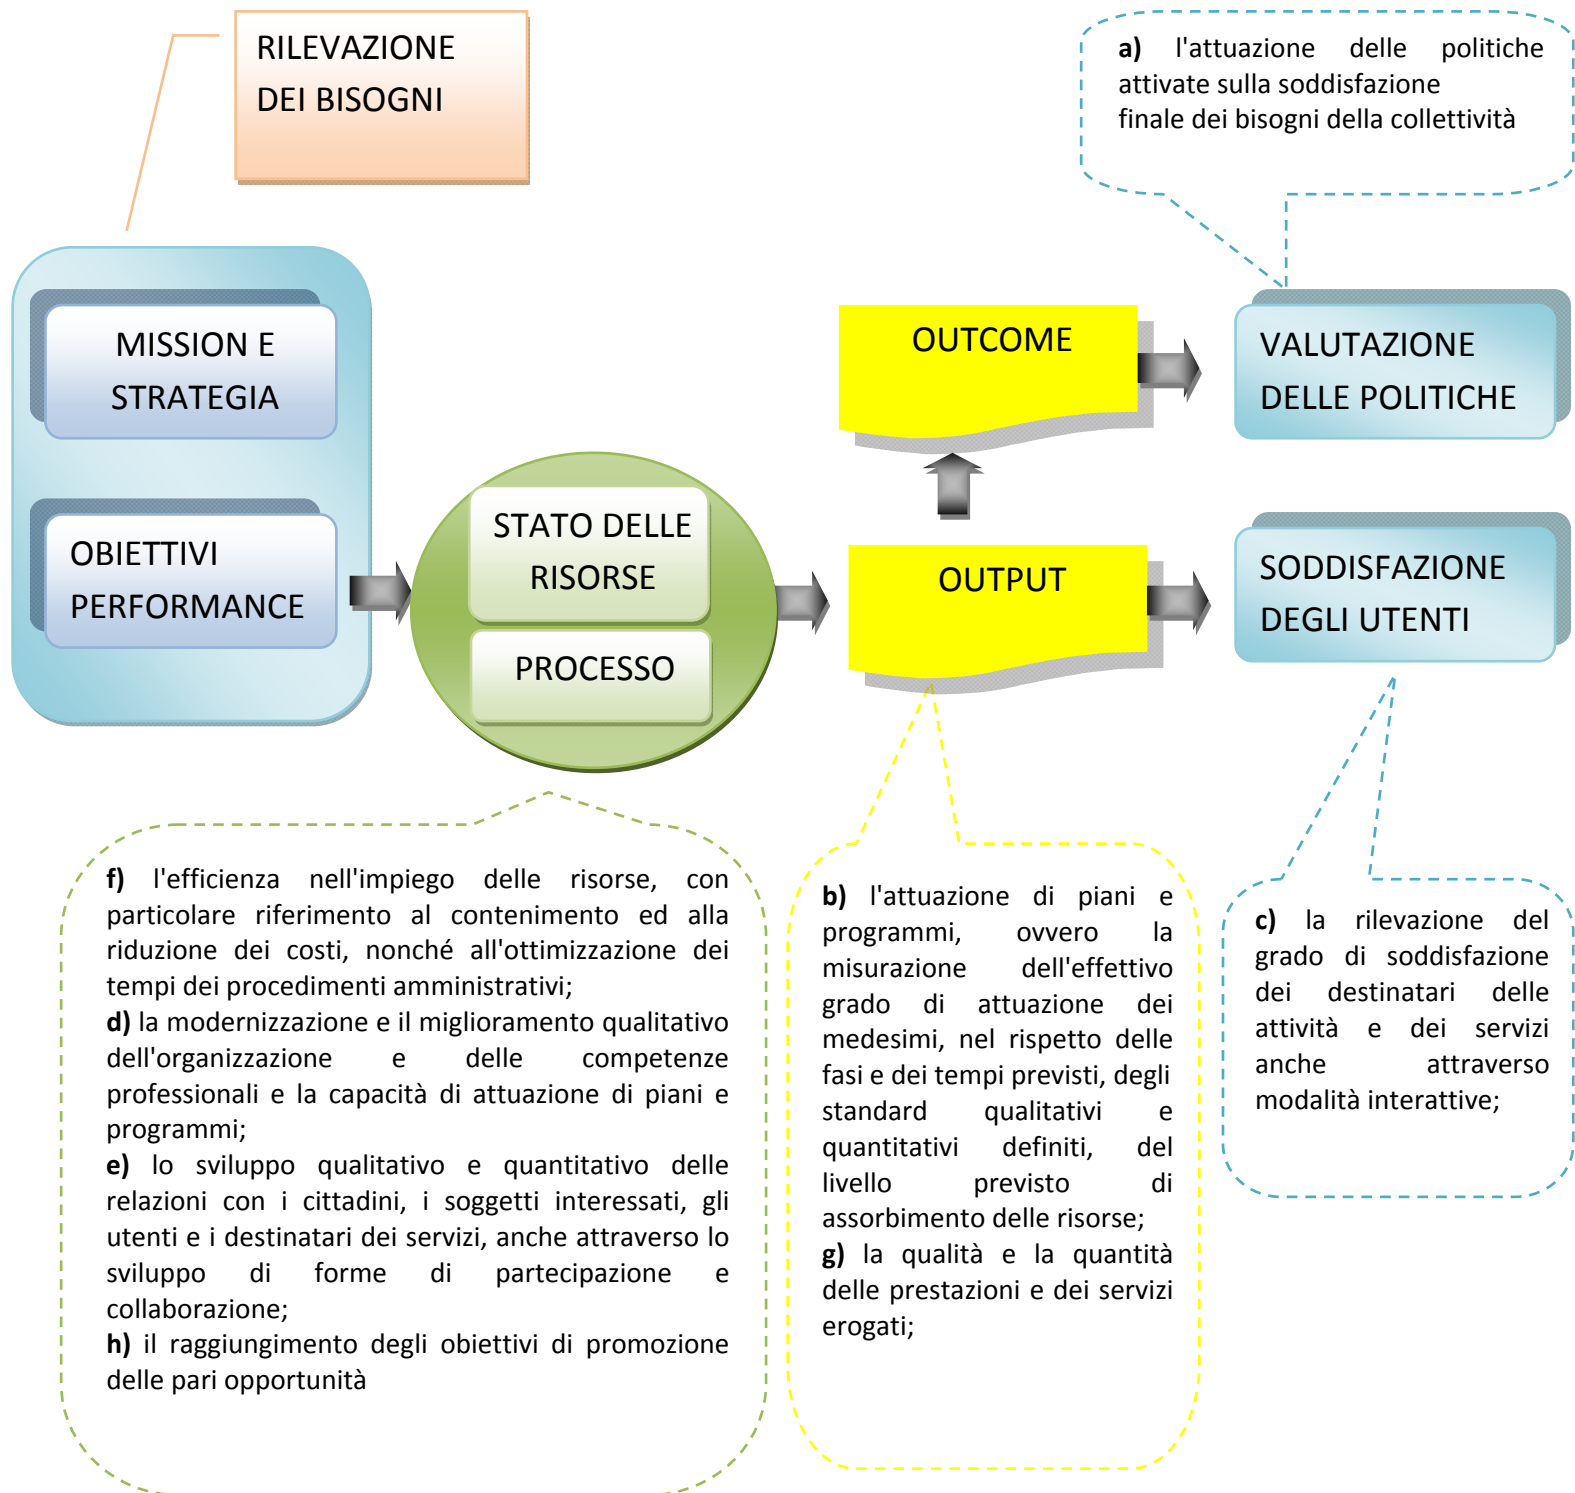 RILEVAZIONE
DEI BISOGNI
a) l'attuazione delle politiche
attivate sulla soddisfazione
finale dei bisogni della collettività
MISSION E
STRATEGIA
OBIETTIVI
PERFORMANCE
STATO DELLE
RISORSE
PROCESSO
OUTCOME
OUTPUT
VALUTAZIONE
DELLE POLITICHE
SODDISFAZIONE
DEGLI UTENTI
f) l'efficienza nell'impiego delle risorse, con
particolare riferimento al contenimento ed alla
riduzione dei costi, nonché all'ottimizzazione dei
tempi dei procedimenti amministrativi;
d) la modernizzazione e il miglioramento qualitativo
dell'organizzazione e delle competenze
professionali e la capacità di attuazione di piani e
programmi;
e) lo sviluppo qualitativo e quantitativo delle
relazioni con i cittadini, i soggetti interessati, gli
utenti e i destinatari dei servizi, anche attraverso lo
sviluppo di forme di partecipazione e
collaborazione;
h) il raggiungimento degli obiettivi di promozione
delle pari opportunità
b) l'attuazione di piani e
programmi, ovvero la
misurazione dell'effettivo
grado di attuazione dei
medesimi, nel rispetto delle
fasi e dei tempi previsti, degli
standard qualitativi e
quantitativi definiti, del
livello previsto di
assorbimento delle risorse;
g) la qualità e la quantità
delle prestazioni e dei servizi
erogati;
c) la rilevazione del
grado di soddisfazione
dei destinatari delle
attività e dei servizi
anche attraverso
modalità interattive;